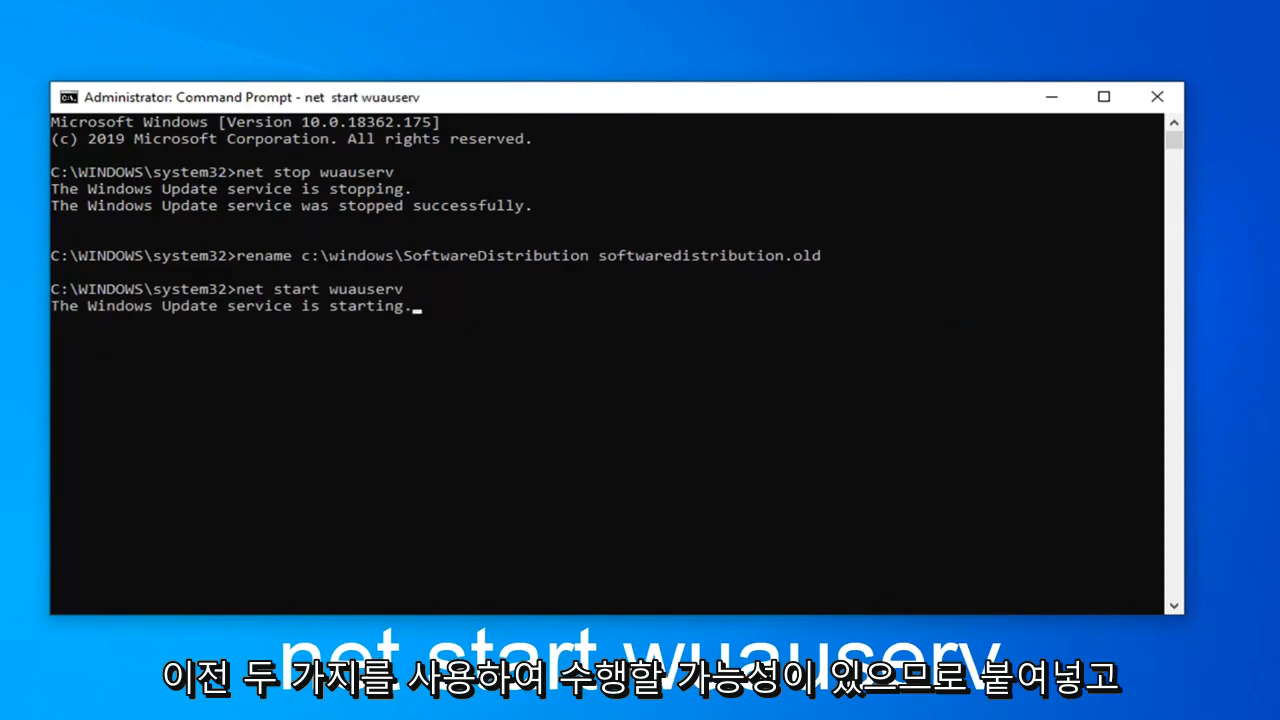 Administrator: Command Prompt - net  start wuauserv
Microsoft Windows [Version 10.0.18362.175]
(c) 2019 Microsoft Corporation. All rights reserved.
C:\WINDOWS\system32>net stop wuauserv
The Windows Update service is stopping.
The Windows Update service was stopped successfully.
C:\WINDOWS\system32>rename c:\windows\SoftwareDistribution softwaredistribution.old
C:\WINDOWS\system32>net start wuauserv
The Windows Update service is starting.
net start wuauserv
이전 두 가지를 사용하여 수행할 가능성이 있으므로 붙여넣고